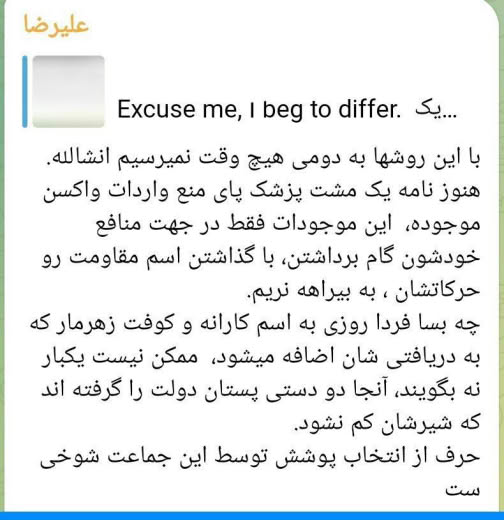 علیرضا
Excuse me, I beg to differ. یک...
با این روشها به دومی هیچ وقت نمیرسیم انشالله.
هنوز نامه یک مشت پزشک پای منع واردات واکسن
موجوده، این موجودات فقط در جهت منافع
خودشون گام برداشتن، با گذاشتن اسم مقاومت رو
حرکاتشان ، به بیراهه نریم.
چه بسا فردا روزی به اسم کارانه و کوفت زهرمار که
به دریافتی شان اضافه میشود، ممکن نیست یکبار
نه بگویند، آنجا دو دستی پستان دولت را گرفته اند
که شیرشان کم نشود.
حرف از انتخاب پوشش توسط این جماعت شوخی
ست